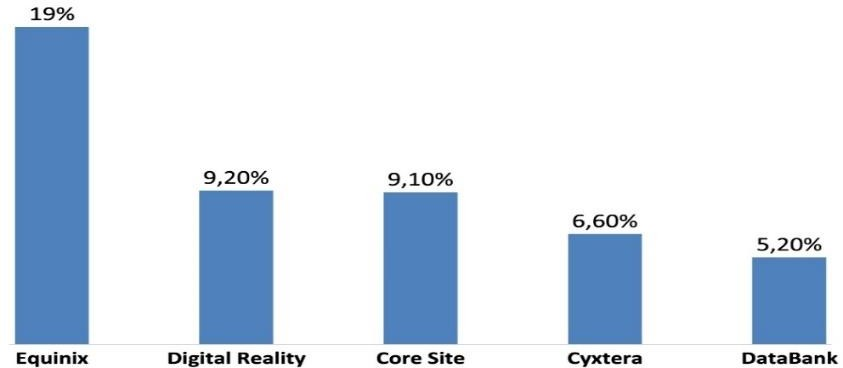 19%
9,20%
9,10%
6,60%
5,20%
Equinix
Digital Reality
Core Site
Cyxtera
DataBank